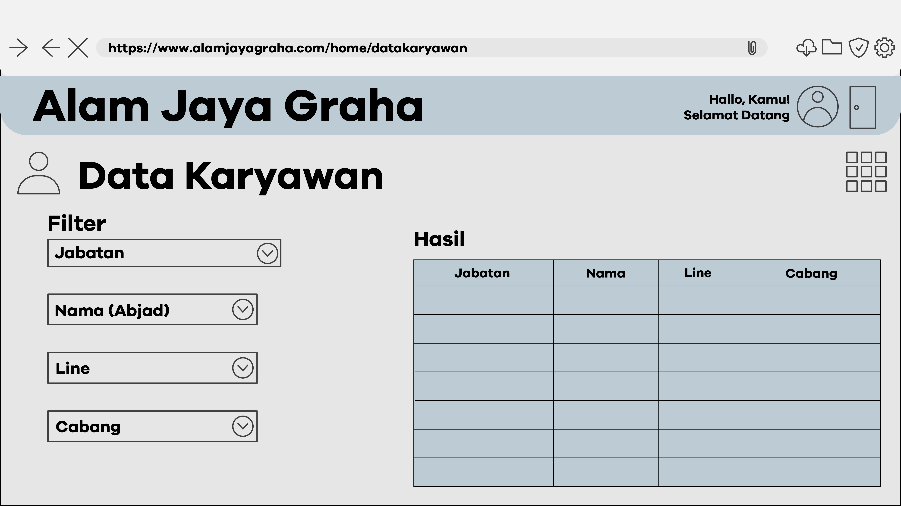 https://www.alamjayagraha.com/home/datakaryawan
Alam Jaya Graha
Hallo, Kamu!
Selamat Datang
Data Karyawan
Filter
Jabatan
Nama (Abjad)
Line
Cabang
Hasil
Jabatan Nama Line Cabang